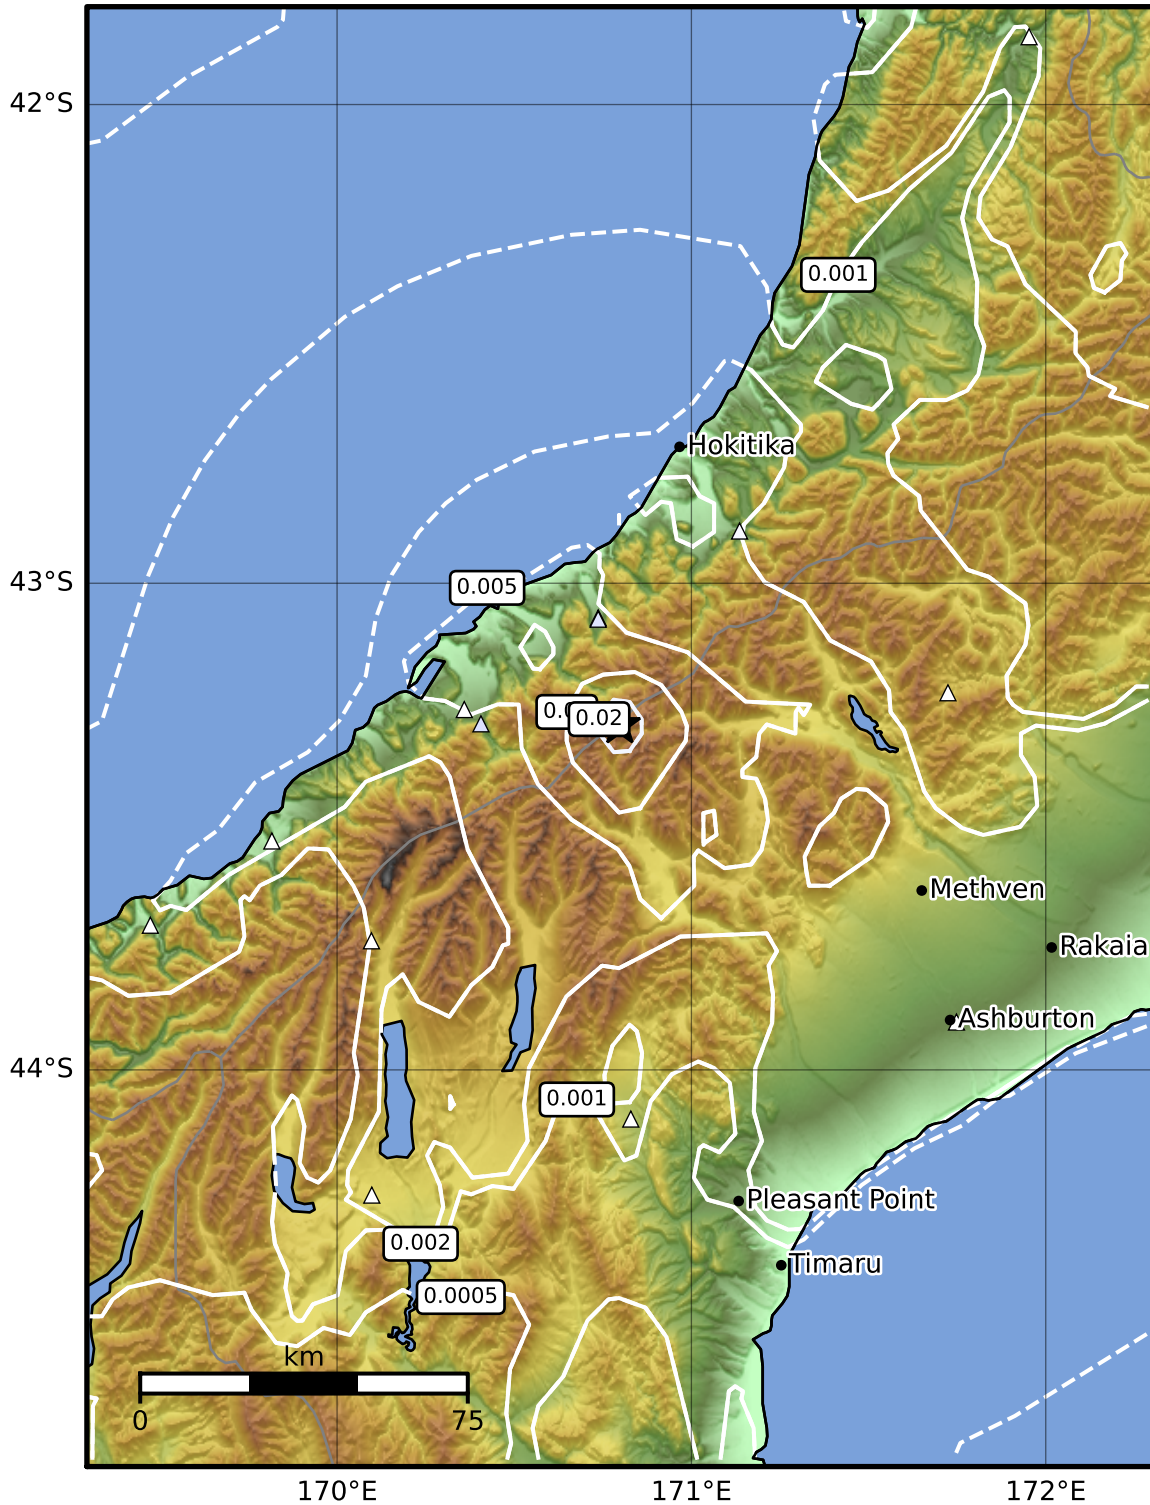 42°S
0.001
Hokitika
43°S
0.005
0.02
Methven
Rakaia
Ashburton
44°S
0.001
Pleasant Point
0.002
Timaru
0.0005
km
0
75
170°E
171°E
172°E